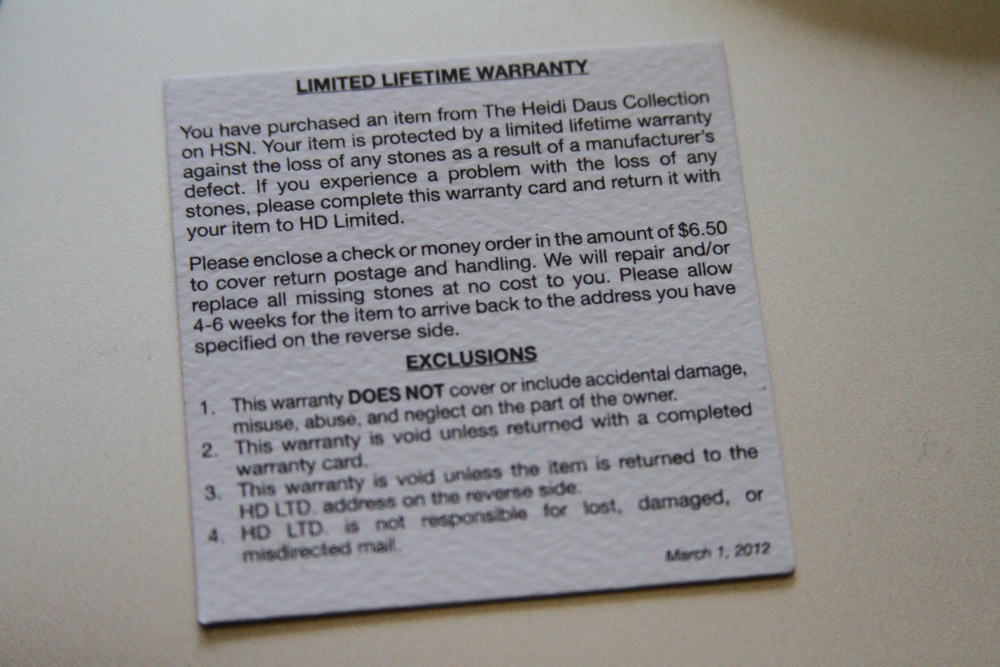 LIMITED LIFETIME WARRANTY
You have purchased an item from The Heidi Daus Collection
on HSN. Your item is protected by a limited lifetime warranty
against the loss of any stones as a result of a manufacturer's
defect. If you experience a problem with the loss of any
stones, please complete this warranty card and return it with
your item to HD Limited.
Please enclose a check or money order in the amount of $6.50
to cover return postage and handling. We will repair and/or
replace all missing stones at no cost to you. Please allow
4-6 weeks for the item to arrive back to the address you have
specified on the reverse side.
EXCLUSIONS
1. This warranty DOES NOT cover or include accidental damage,
misuse, abuse, and neglect on the part of the owner.
2. This warranty is void unless returned with a completed
warranty card.
3. This warranty is void unless the item is returned to the
HD LTD. address on the reverse side.
4. HD LTD. is not responsible for lost, damaged, or
misdirected mail.
March 1, 2012